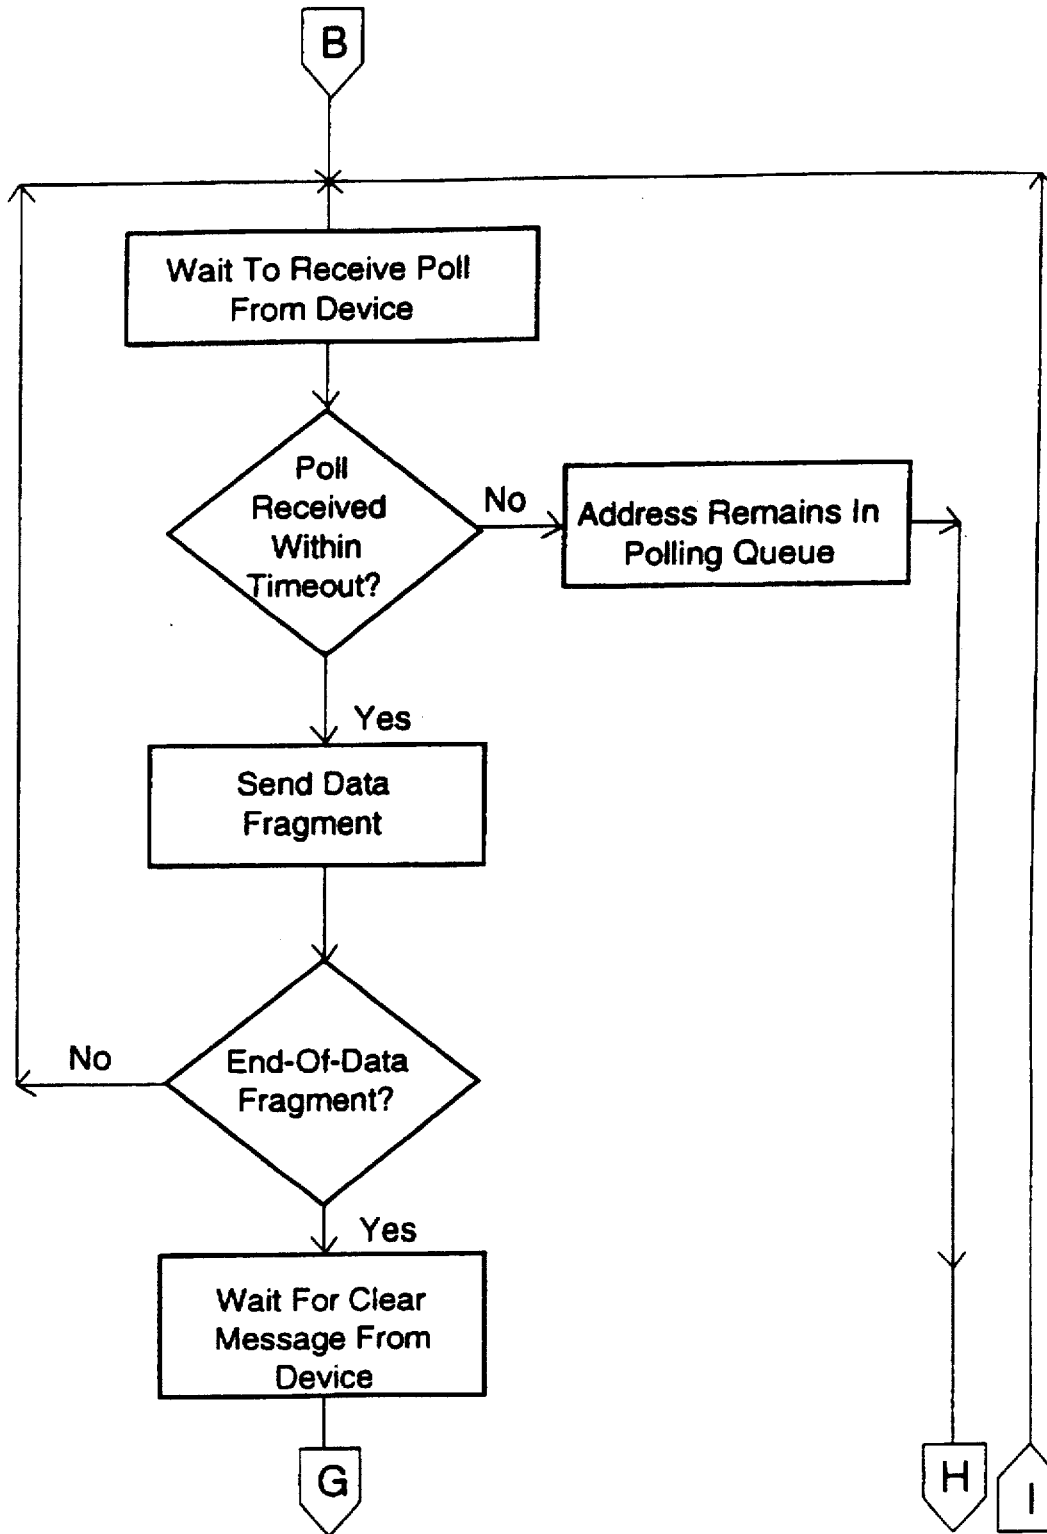 B
Wait To Receive Poll
From Device
Poll
Received
Within
Timeout?
No
Address Remains In
Polling Queue
Yes
Send Data
Fragment
No
End-Of-Data
Fragment?
Yes
Wait For Clear
Message From
Device
G
H
I